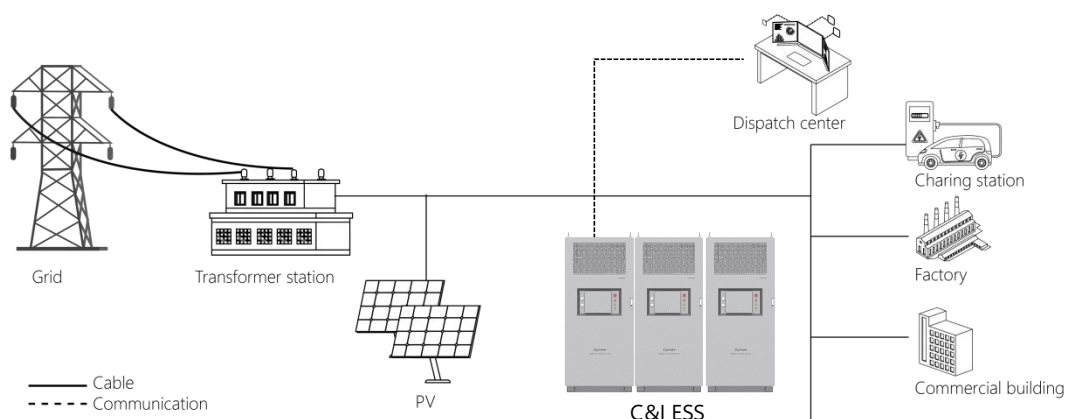 Dispatch center
Charing station
Grid
Transformer station
Factory
Cable
Communication
PV
C&I ESS
Commercial building